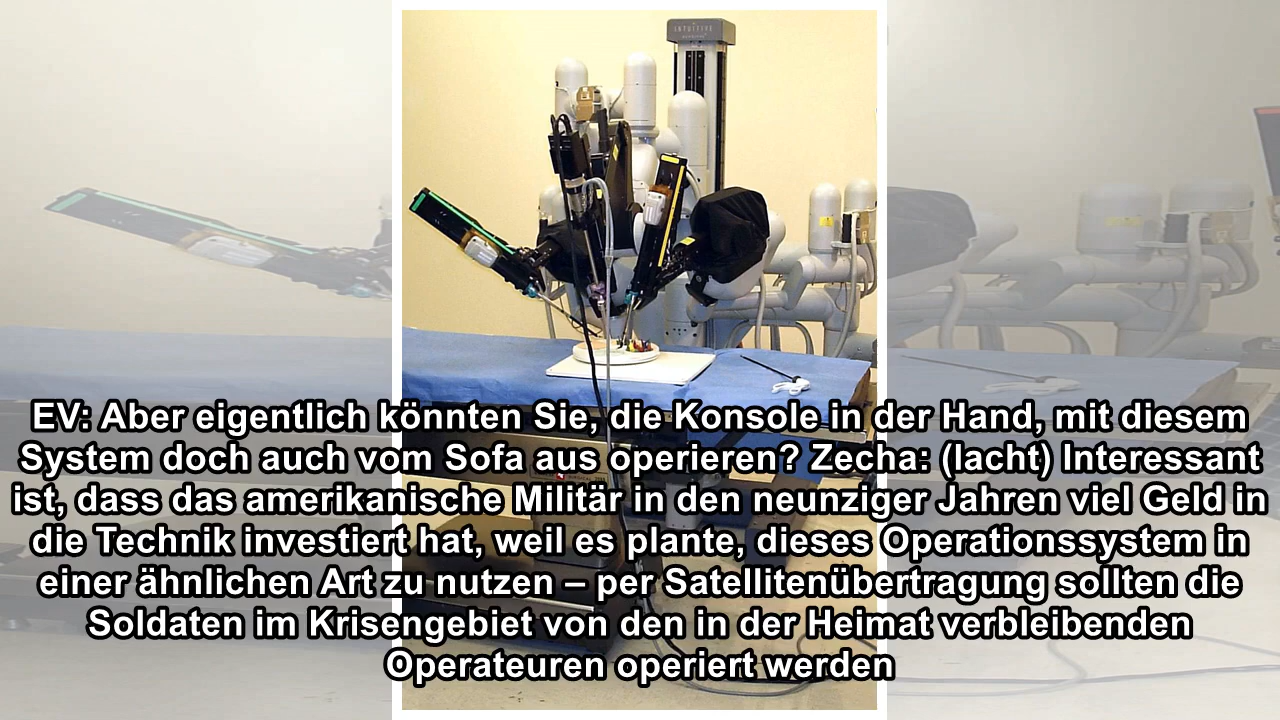 INTUITIVE
EV: Aber eigentlich könnten Sie, die Konsole in der Hand, mit diesem
System doch auch vom Sofa aus operieren? Zecha: (lacht) Interessant
ist, dass das amerikanische Militär in den neunziger Jahren viel Geld in
die Technik investiert hat, weil es plante, dieses Operationssystem in
einer ähnlichen Art zu nutzen – per Satellitenübertragung sollten die
Soldaten im Krisengebiet von den in der Heimat verbleibenden
Operateuren operiert werden